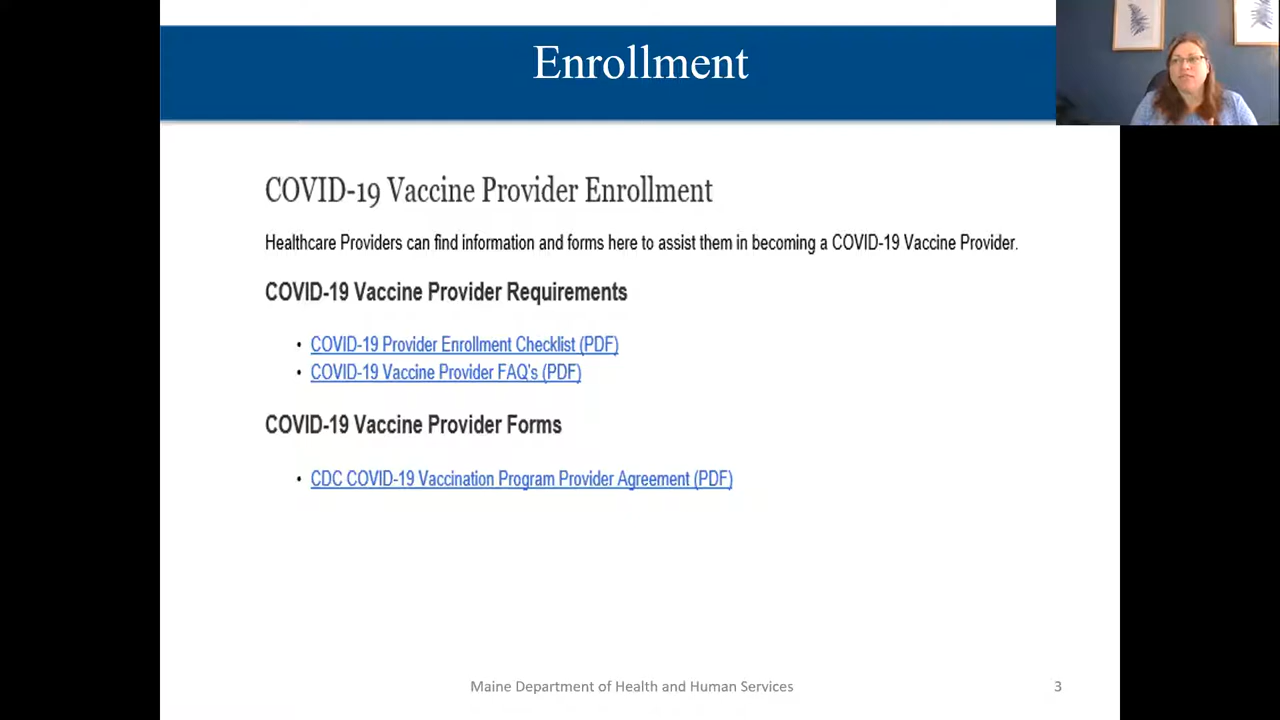 Enrollment
COVID-19 Vaccine Provider Enrollment
Healthcare Providers can find information and forms here to assist them in becoming a COVID-19 Vaccine Provider.
COVID-19 Vaccine Provider Requirements
• COVID-19 Provider Enrollment Checklist (PDF)
• COVID-19 Vaccine Provider FAQ's (PDF)
COVID-19 Vaccine Provider Forms
• CDC COVID-19 Vaccination Program Provider Agreement (PDF)
Maine Department of Health and Human Services
3